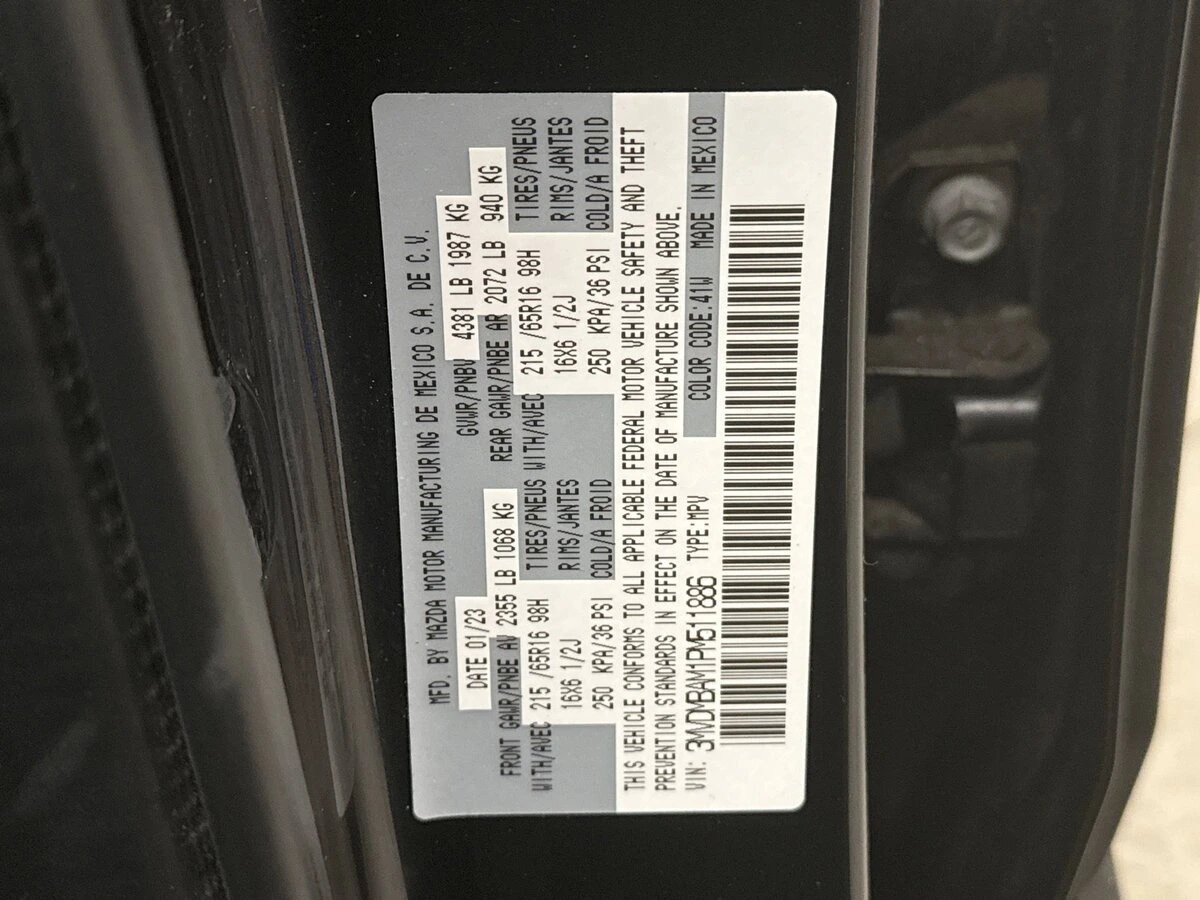 MFD. BY MAZDA MOTOR MANUFACTURING DE MEXICO S.A. DE C.V.
DATE 01/23 GVWR/PNBV 4381 LB 1987 KG
FRONT GAWR/PNBE AV 2355 LB 1068 KG REAR GAWR/PNBE AR 2072 LB 940 KG
WITH/AVEC 215 /65R16 98H TIRES/PNEUS WITH/AVEC 215 /65R16 98H TIRES/PNEUS
16X6 1/2J RIMS/JANTES 16X6 1/2J RIMS/JANTES
250 KPA/36 PSI COLD/A FROID 250 KPA/36 PSI COLD/A FROID
THIS VEHICLE CONFORMS TO ALL APPLICABLE FEDERAL MOTOR VEHICLE SAFETY AND THEFT
PREVENTION STANDARDS IN EFFECT ON THE DATE OF MANUFACTURE SHOWN ABOVE.
VIN: 3MVDMBAM1PM511886 TYPE:MPV COLOR CODE:41W MADE IN MEXICO